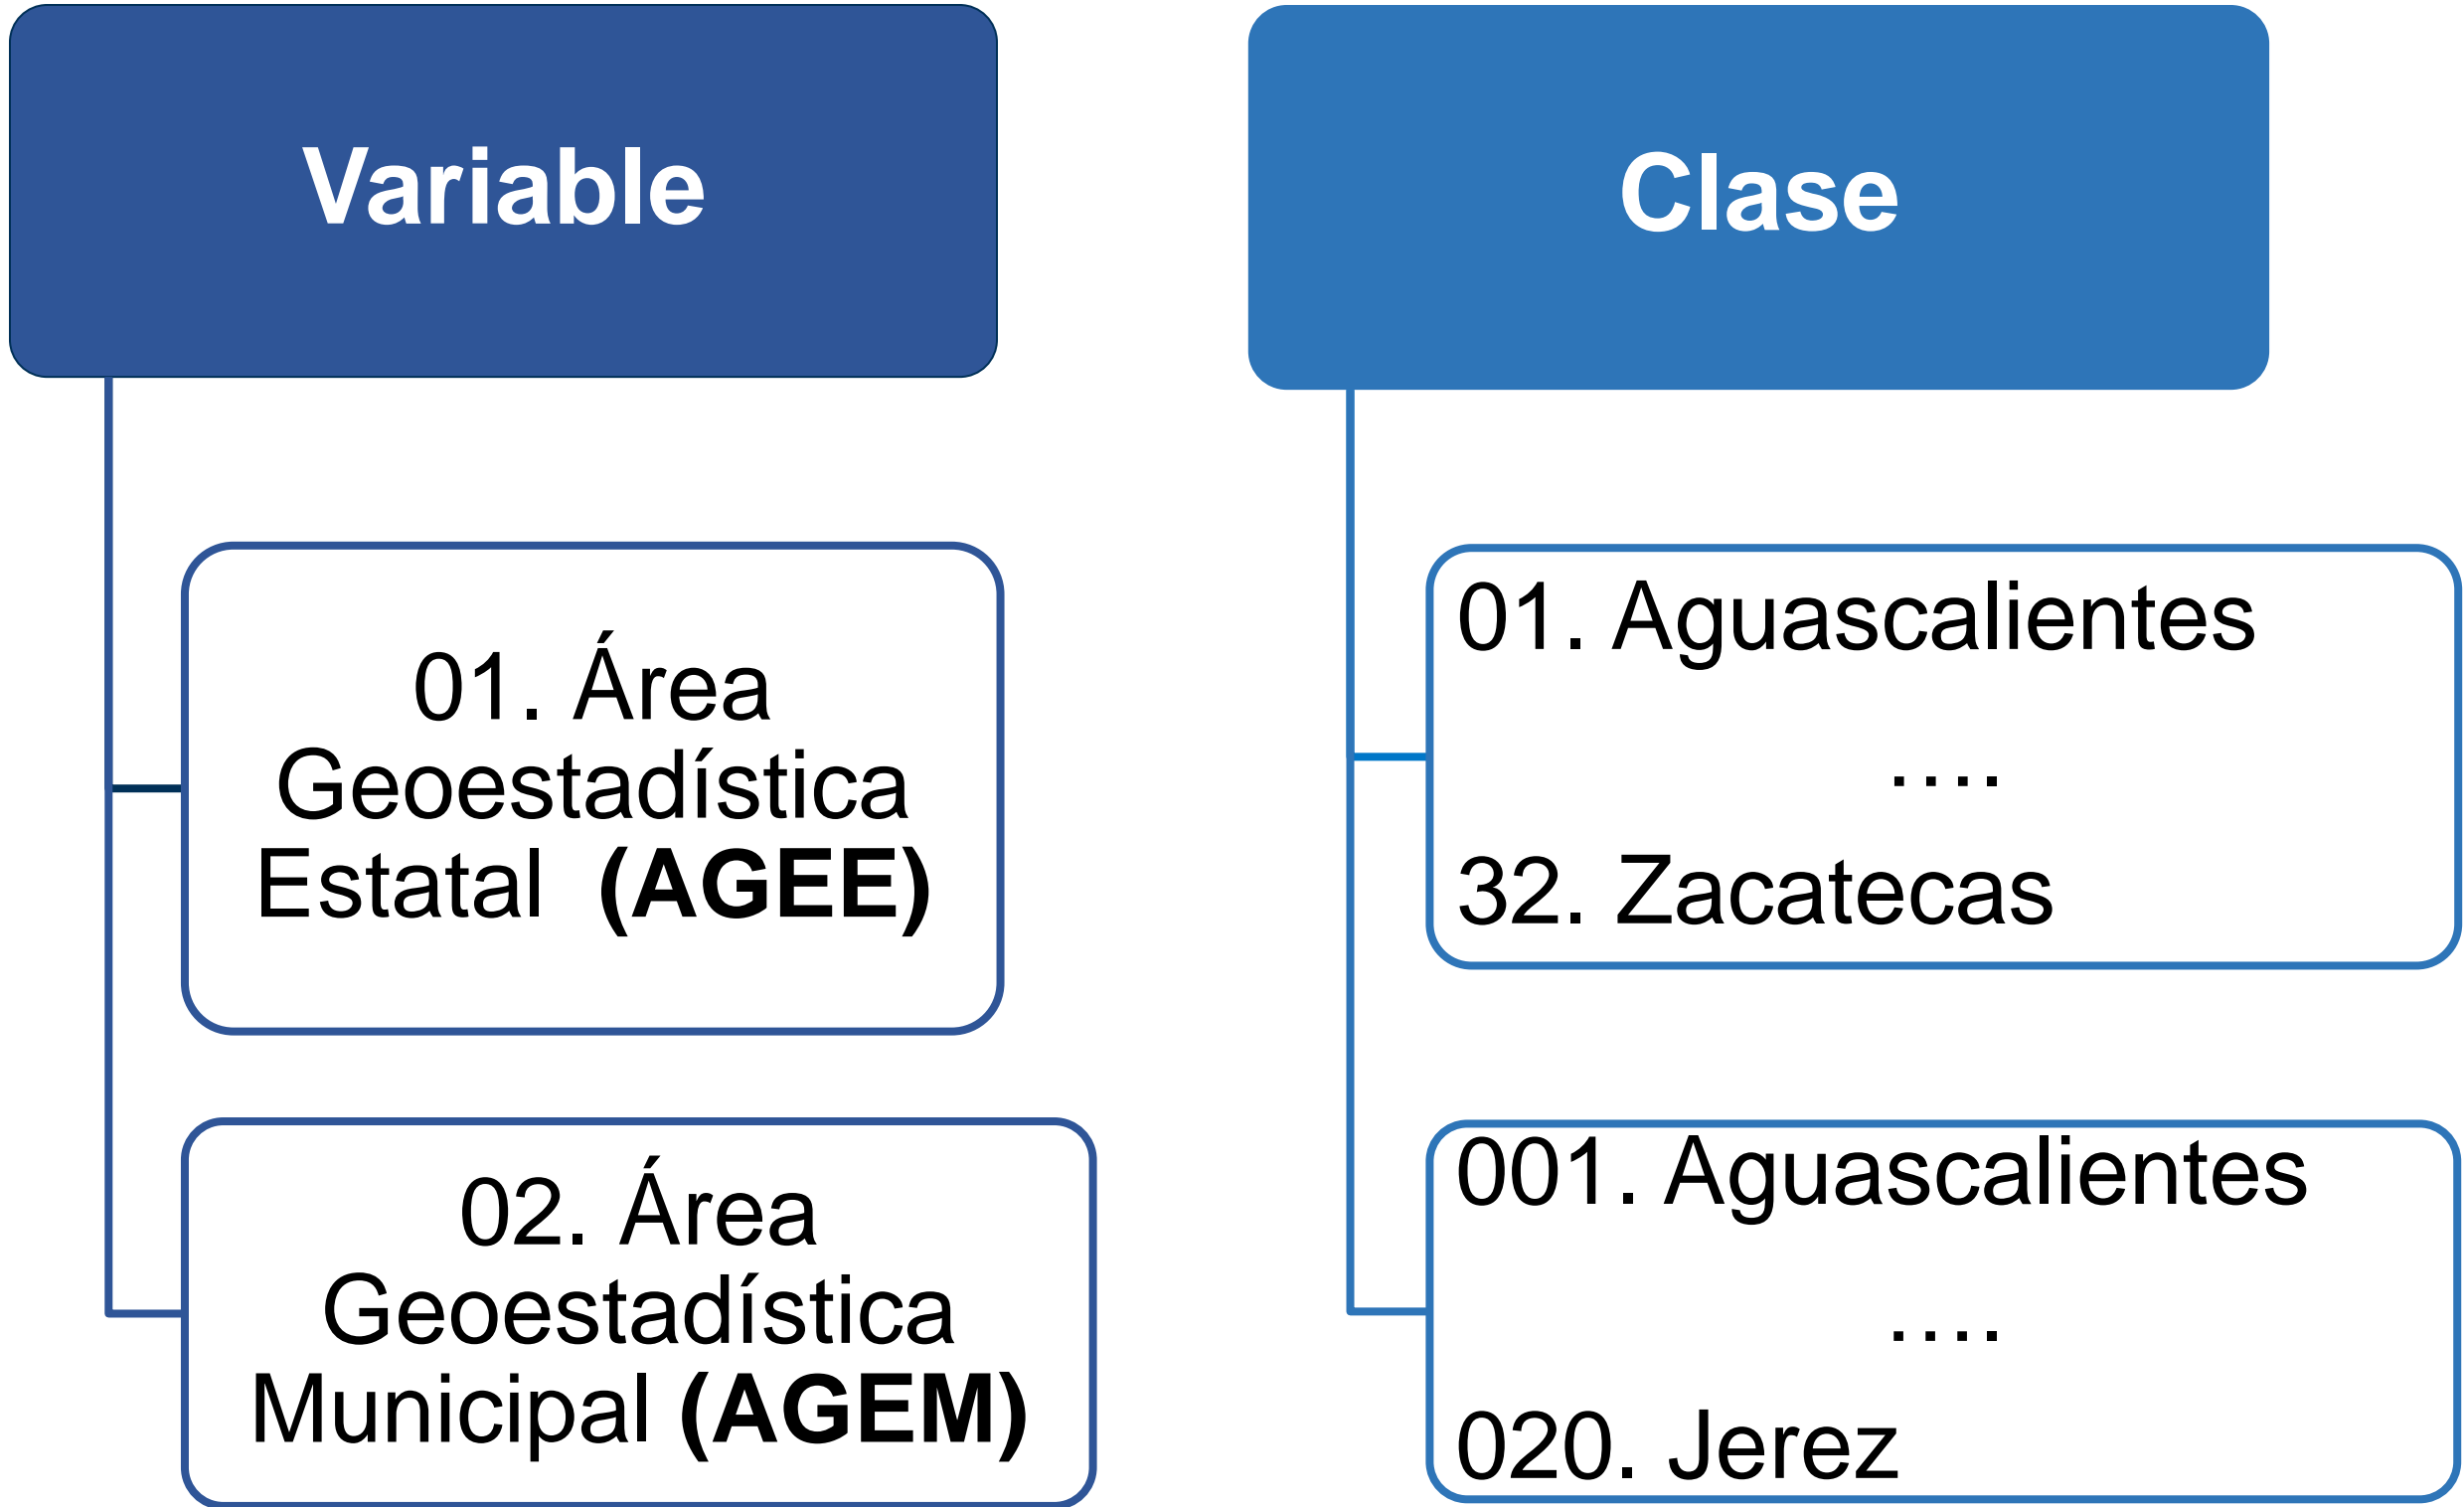 Variable
01. Área
Geoestadística
Estatal  (AGEE)
02. Área
Geoestadística
Municipal (AGEM)
Clase
01. Aguascalientes
....
32. Zacatecas
001. Aguascalientes
....
020. Jerez